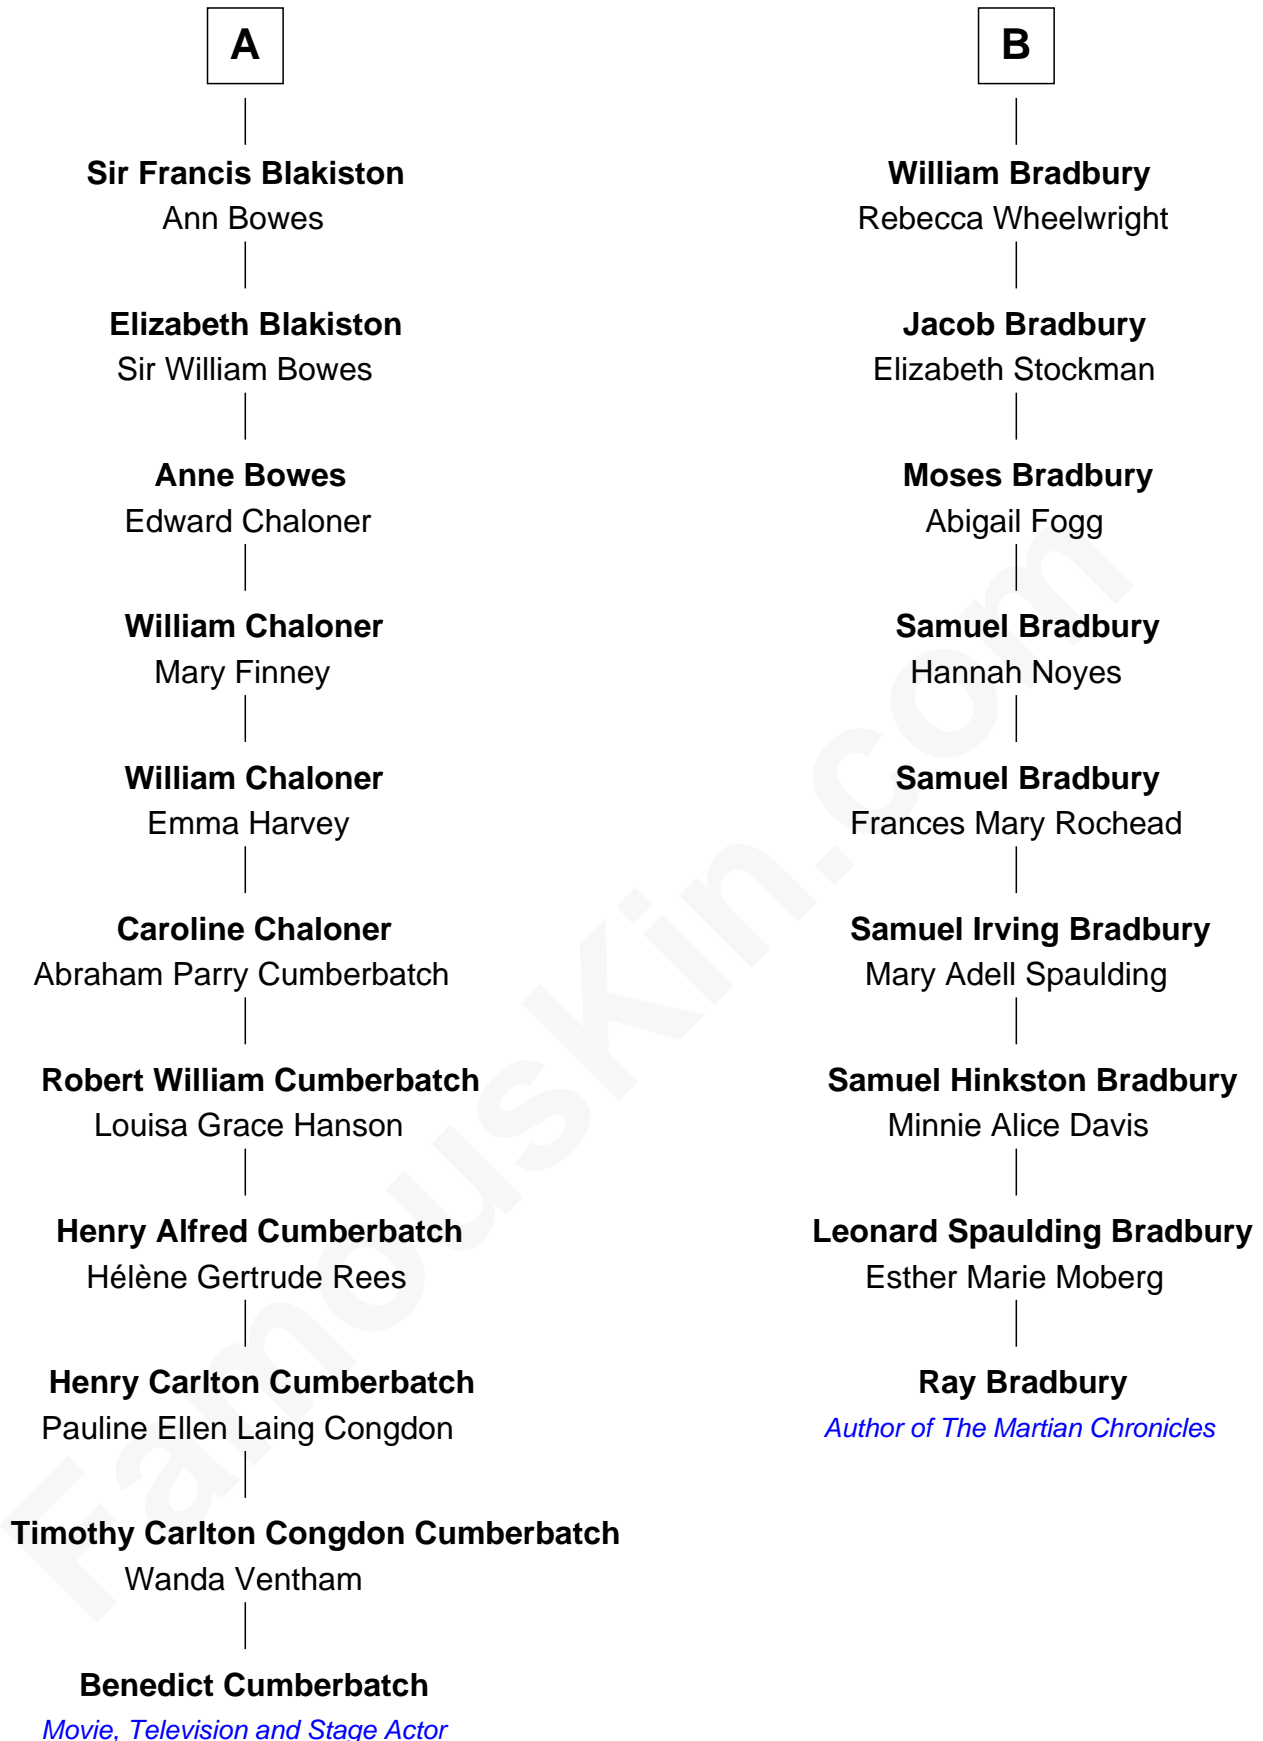 A
Sir Francis Blakiston
Ann Bowes
Elizabeth Blakiston
Sir William Bowes
Anne Bowes
Edward Chaloner
William Chaloner
Mary Finney
William Chaloner
Emma Harvey
Caroline Chaloner
Abraham Parry Cumberbatch
Robert William Cumberbatch
Louisa Grace Hanson
Henry Alfred Cumberbatch
Hélène Gertrude Rees
Henry Carlton Cumberbatch
Pauline Ellen Laing Congdon
Timothy Carlton Congdon Cumberbatch
Wanda Ventham
Benedict Cumberbatch
Movie, Television and Stage Actor
B
William Bradbury
Rebecca Wheelwright
Jacob Bradbury
Elizabeth Stockman
Moses Bradbury
Abigail Fogg
Samuel Bradbury
Hannah Noyes
Samuel Bradbury
Frances Mary Rochead
Samuel Irving Bradbury
Mary Adell Spaulding
Samuel Hinkston Bradbury
Minnie Alice Davis
Leonard Spaulding Bradbury
Esther Marie Moberg
Ray Bradbury
Author of The Martian Chronicles
FamousKin.com